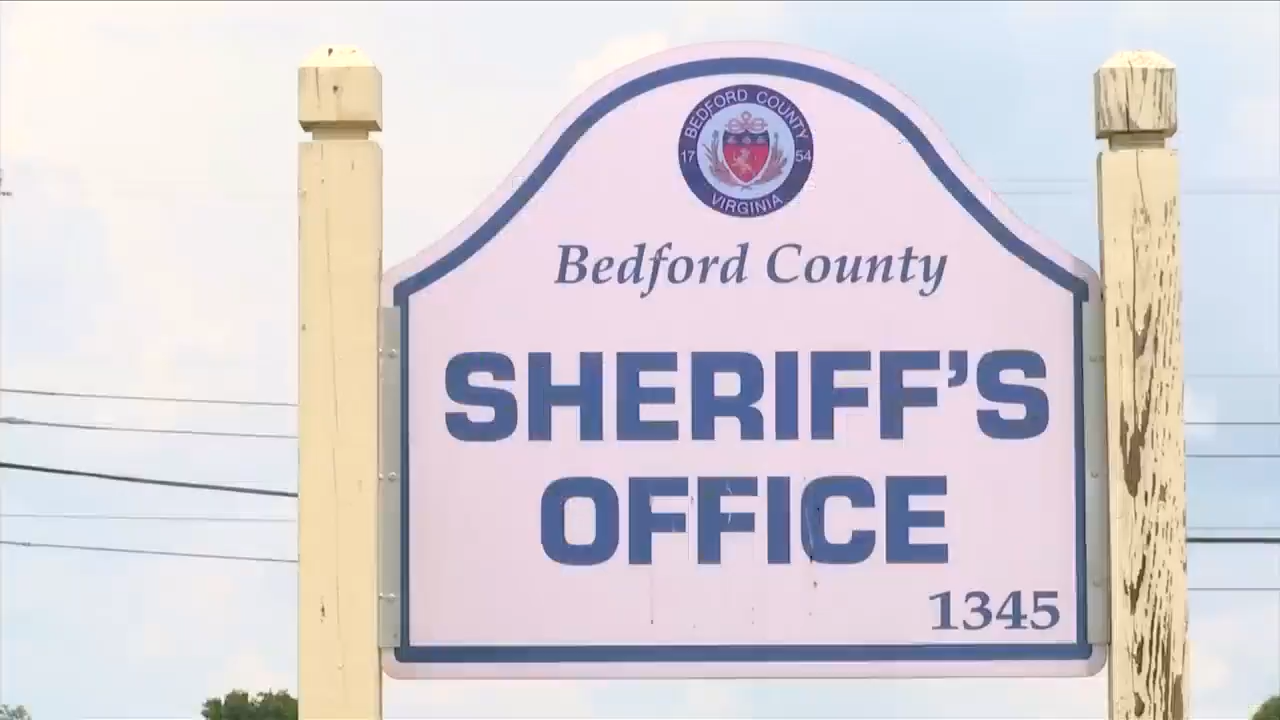 BEDFORD COUNTY
17 54
VIRGINIA
Bedford County
SHERIFF'S
OFFICE
1345